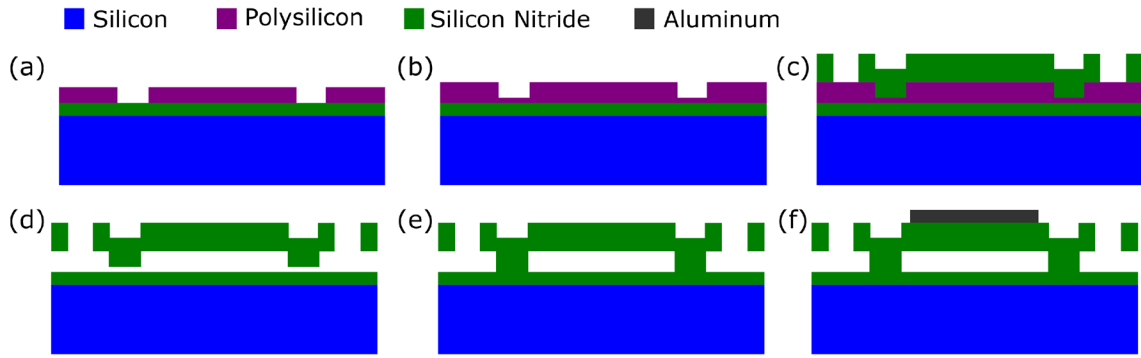 Silicon Polysilicon Silicon Nitride Aluminum
(a) (b) (c)
(d) (e) (f)